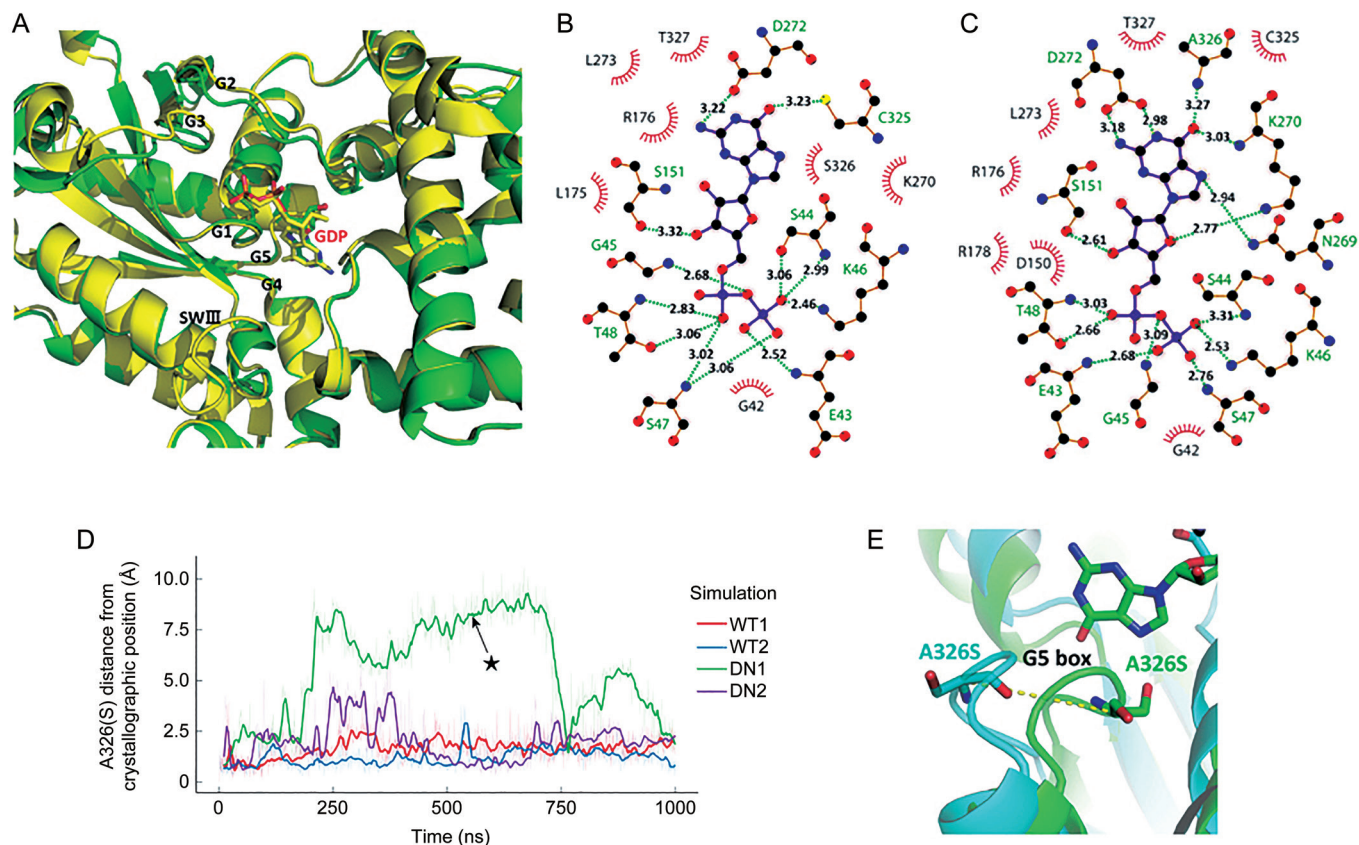 A
G2
G3
G1
GDP
G5
G4
SWIII
B
D272
T327
L273
3.22
3.23
R176
C325
S151
S326
K270
L175
S44
3.32
G45
3.06
2.99
K46
2.68
2.46
2.83
T48
3.06
3.02
2.52
3.06
G42
S47
E43
C
T327
A326
C325
D272
3.27
2.98
K270
3.18
3.03
L273
R176
S151
2.94
2.77
N269
2.61
R178
D150
S44
3.03
T48
3.31
2.66
3.09
2.53
2.68
K46
2.76
E43
G45
S47
G42
D
A326(S) distance from
crystallographic position (Å)
10.0
7.5
5.0
2.5
0
0
250
500
750
1000
Time (ns)
Simulation
WT1
WT2
DN1
DN2
E
A326S
G5 box
A326S